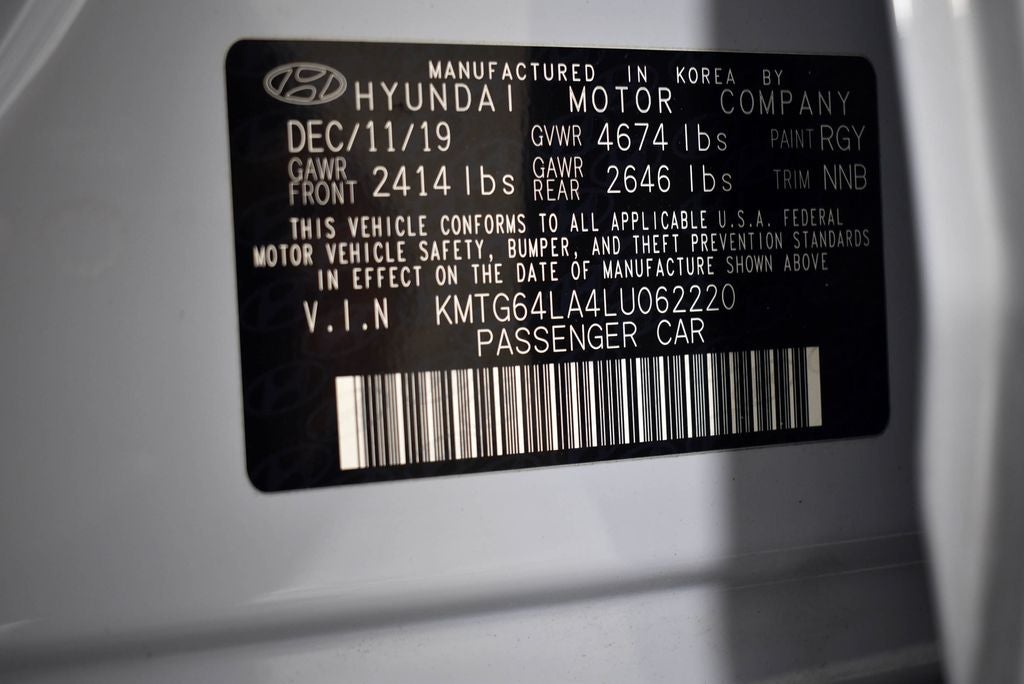 MANUFACTURED IN KOREA BY
HYUNDAI MOTOR COMPANY
DEC/11/19 GVWR 4674 lbs PAINT RGY
GAWR FRONT 2414 lbs GAWR REAR 2646 lbs TRIM NNB
THIS VEHICLE CONFORMS TO ALL APPLICABLE U.S.A. FEDERAL
MOTOR VEHICLE SAFETY, BUMPER, AND THEFT PREVENTION STANDARDS
IN EFFECT ON THE DATE OF MANUFACTURE SHOWN ABOVE
V.I.N KMTG64LA4LU062220
PASSENGER CAR